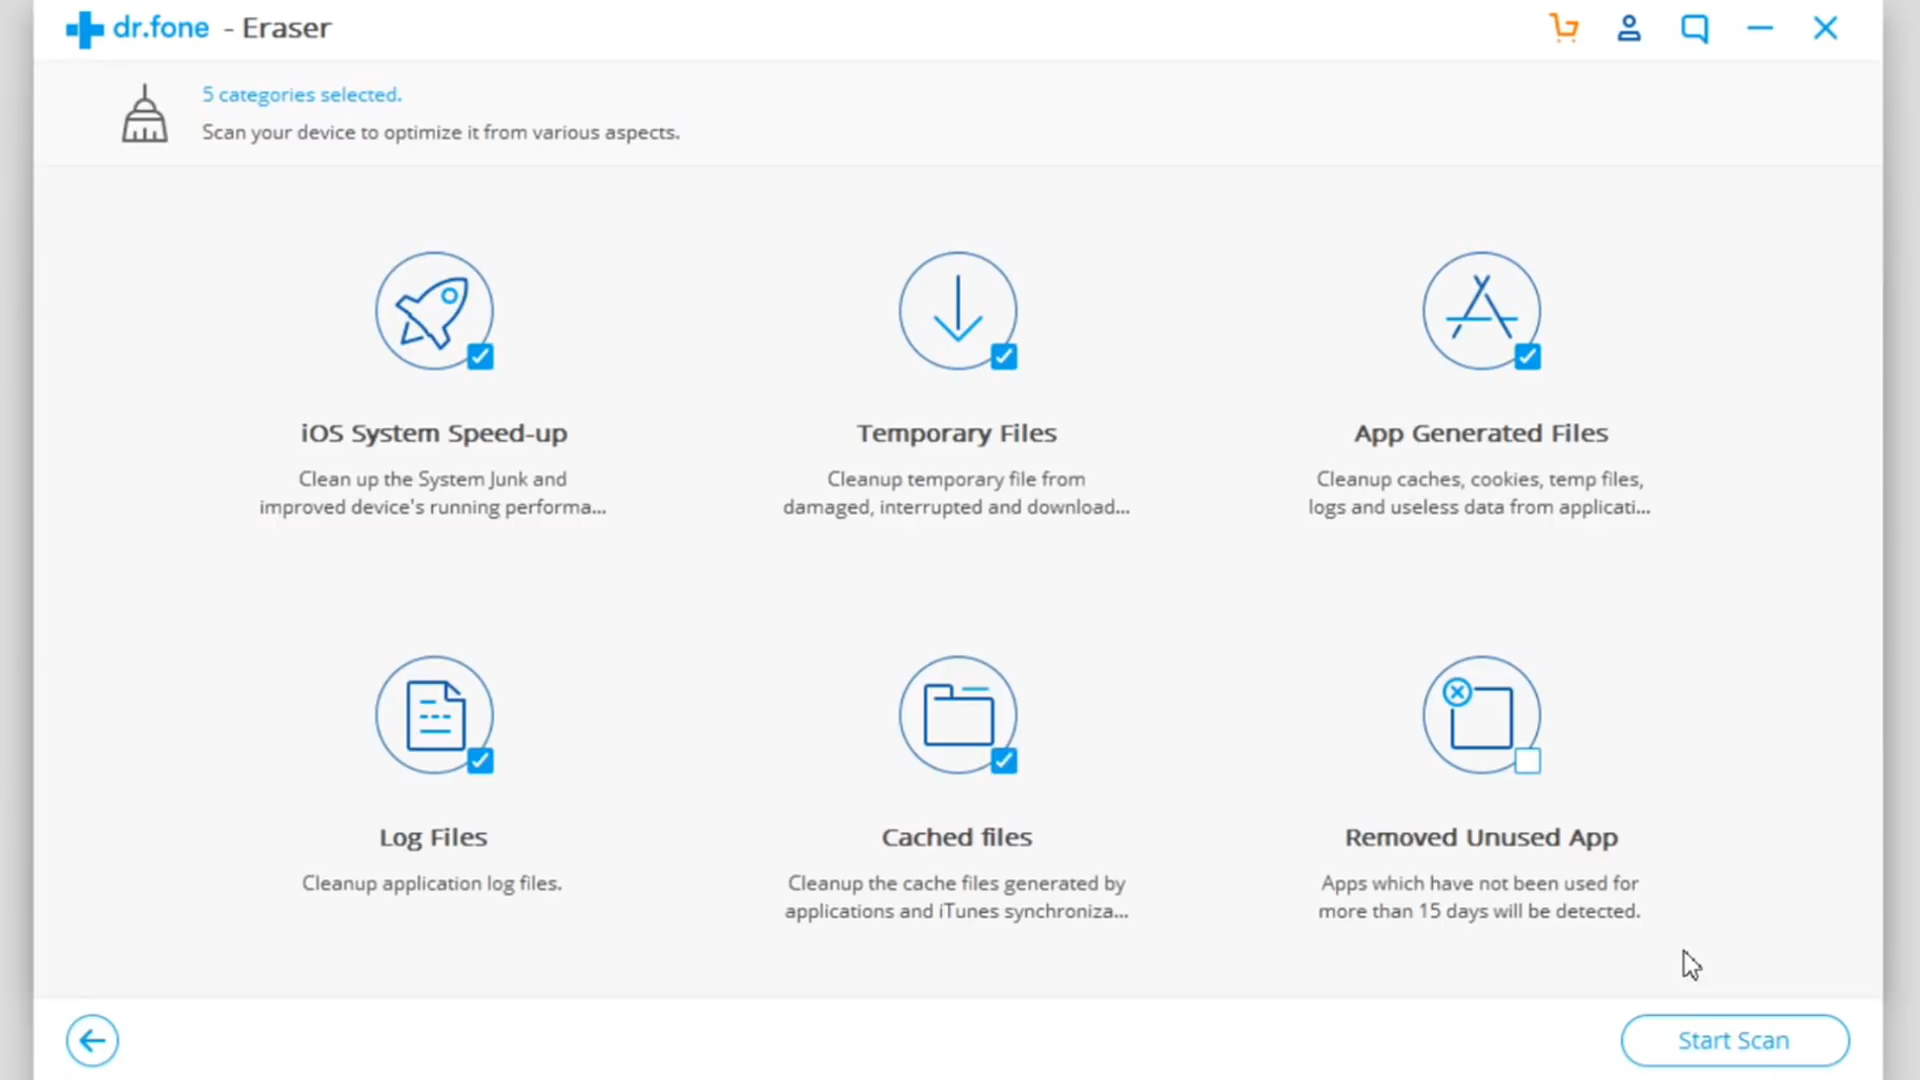 dr.fone - Eraser
5 categories selected.
Scan your device to optimize it from various aspects.
iOS System Speed-up
Clean up the System Junk and
improved device's running performa...
Temporary Files
Cleanup temporary file from
damaged, interrupted and download...
App Generated Files
Cleanup caches, cookies, temp files,
logs and useless data from applicati...
Log Files
Cleanup application log files.
Cached files
Cleanup the cache files generated by
applications and iTunes synchroniza...
Removed Unused App
Apps which have not been used for
more than 15 days will be detected.
Start Scan